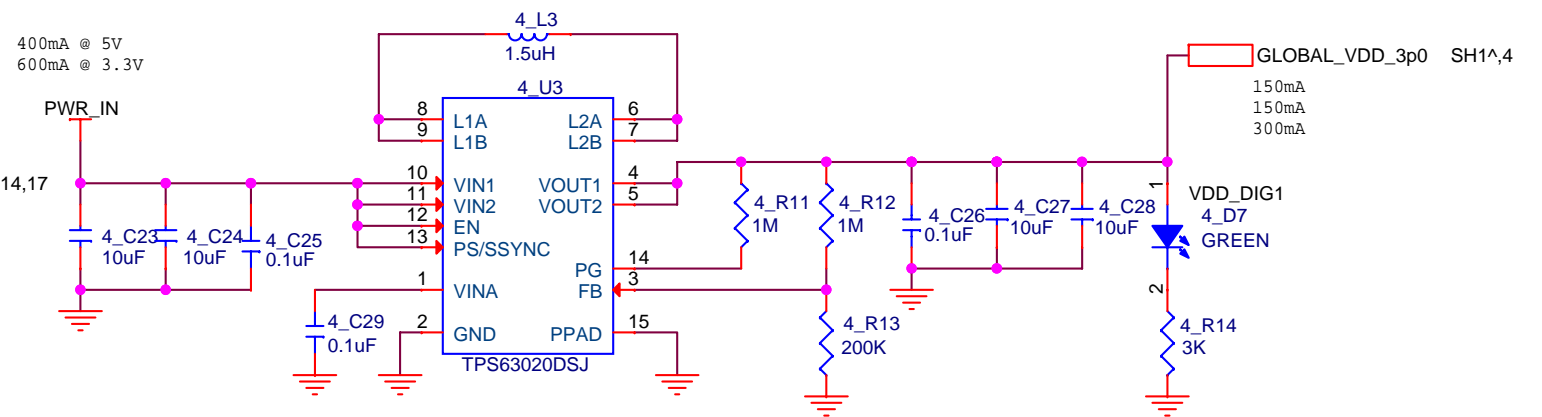 400mA @ 5V
600mA @ 3.3V
PWR_IN
14,17
4_L3
1.5uH
4_U3
8 L1A L2A 6
9 L1B L2B 7
10 VIN1 VOUT1 4
11 VIN2 VOUT2 5
12 EN
13 PS/SSYNC
PG 14
1 VINA FB 3
2 GND PPAD 15
TPS63020DSJ
4_C23
10uF
4_C24
10uF
4_C25
0.1uF
4_C29
0.1uF
4_R11
1M
4_R12
1M
4_R13
200K
4_C26
0.1uF
4_C27
10uF
4_C28
10uF
GLOBAL_VDD_3p0 SH1^,4
150mA
150mA
300mA
1
VDD_DIG1
4_D7
GREEN
2
4_R14
3K